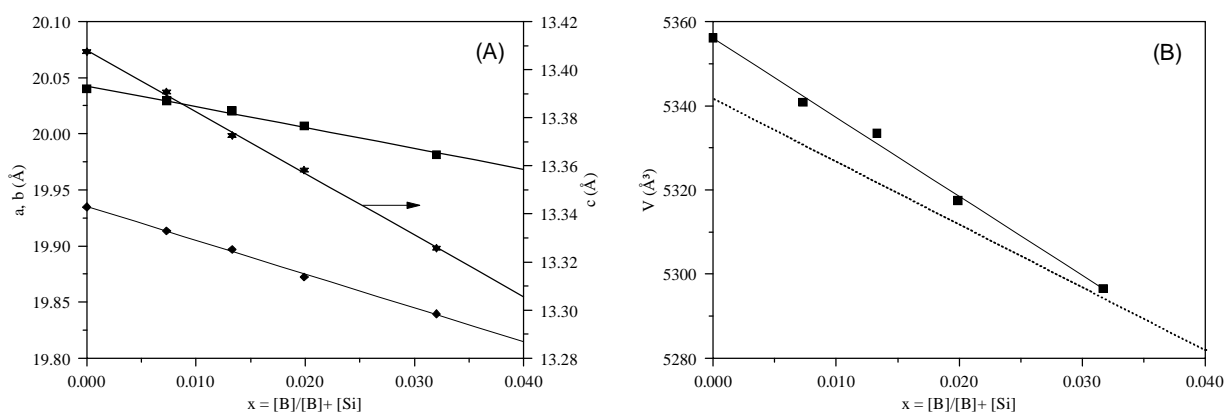 (A)
20.10
20.05
20.00
19.95
19.90
19.85
19.80
a, b (Å)
13.42
13.40
13.38
13.36
13.34
13.32
13.30
13.28
c (Å)
0.000 0.010 0.020 0.030 0.040
x = [B]/[B]+ [Si]
(B)
5360
5340
5320
5300
5280
V (Å³)
0.000 0.010 0.020 0.030 0.040
x = [B]/[B]+ [Si]